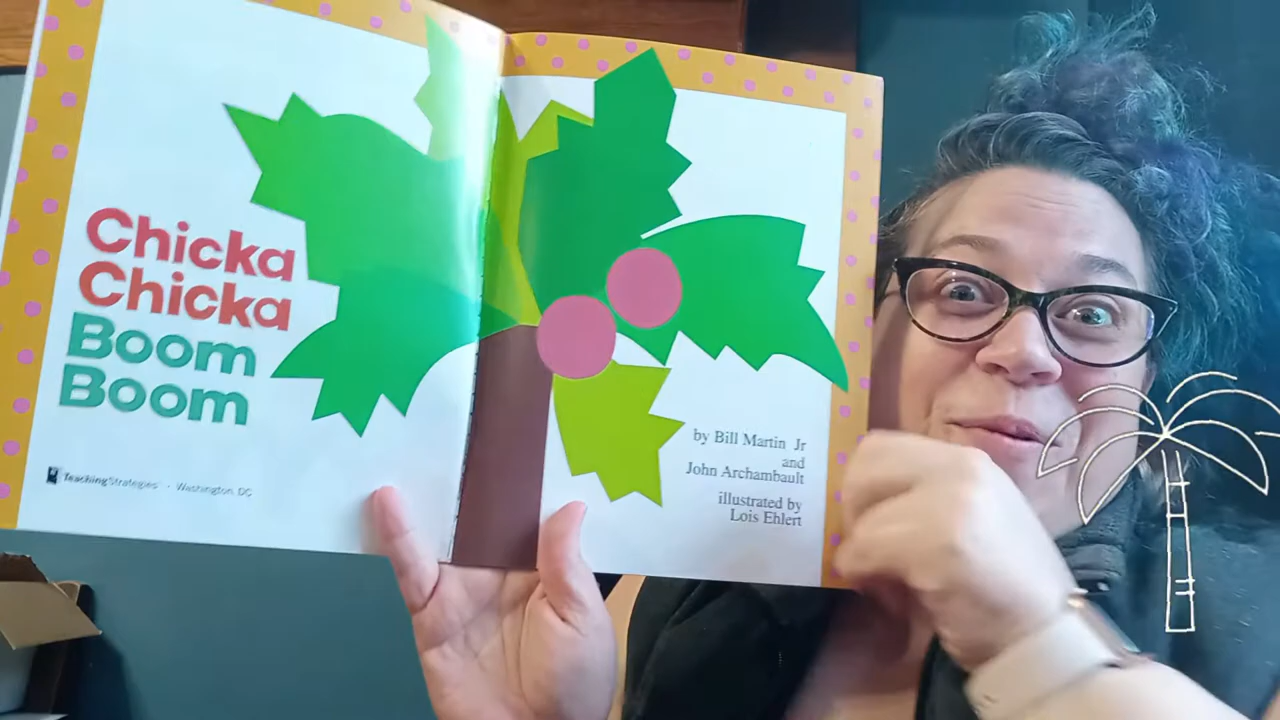 Chicka
Chicka
Boom
Boom
TeachingStrategies · Washington, DC
by Bill Martin Jr
and
John Archambault
illustrated by
Lois Ehlert